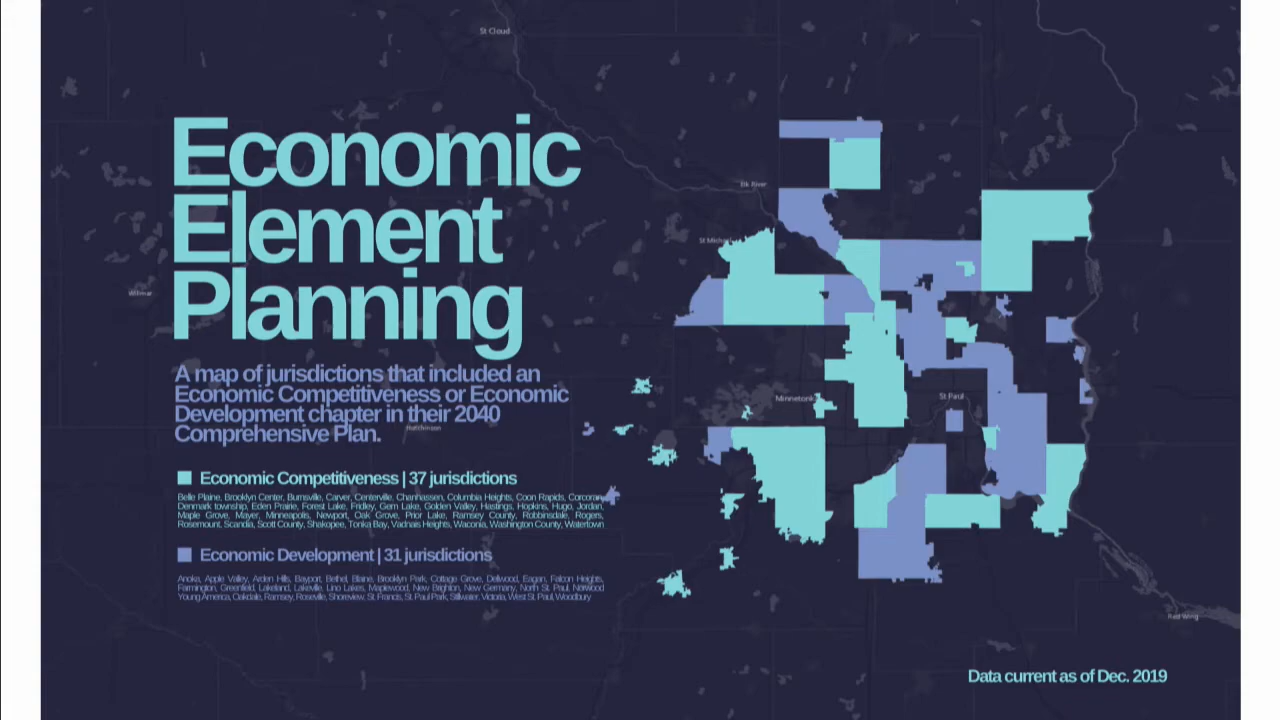 St Cloud
Economic
Element
Planning
A map of jurisdictions that included an
Economic Competitiveness or Economic
Development chapter in their 2040
Comprehensive Plan.
Economic Competitiveness | 37 jurisdictions
Belle Plaine, Brooklyn Center, Burnsville, Carver, Centerville, Chanhassen, Columbia Heights, Coon Rapids, Corcoran,
Denmark township, Eden Prairie, Forest Lake, Fridley, Gem Lake, Golden Valley, Hastings, Hopkins, Hugo, Jordan,
Maple Grove, Mayer, Minneapolis, Newport, Oak Grove, Prior Lake, Ramsey County, Robbinsdale, Rogers,
Rosemount, Scandia, Scott County, Shakopee, Tonka Bay, Vadnais Heights, Waconia, Washington County, Watertown
Economic Development | 31 jurisdictions
Anoka, Apple Valley, Arden Hills, Bayport, Bethel, Blaine, Brooklyn Park, Cottage Grove, Dellwood, Eagan, Falcon Heights,
Farmington, Greenfield, Lakeland, Lakeville, Lino Lakes, Maplewood, New Brighton, New Germany, North St. Paul, Norwood
Young America, Oakdale, Ramsey, Roseville, Shoreview, St. Francis, St. Paul Park, Stillwater, Victoria, West St. Paul, Woodbury
Elk River
St Michael
Willmar
Hutchinson
Minnetonk
St Paul
Red Wing
Data current as of Dec. 2019